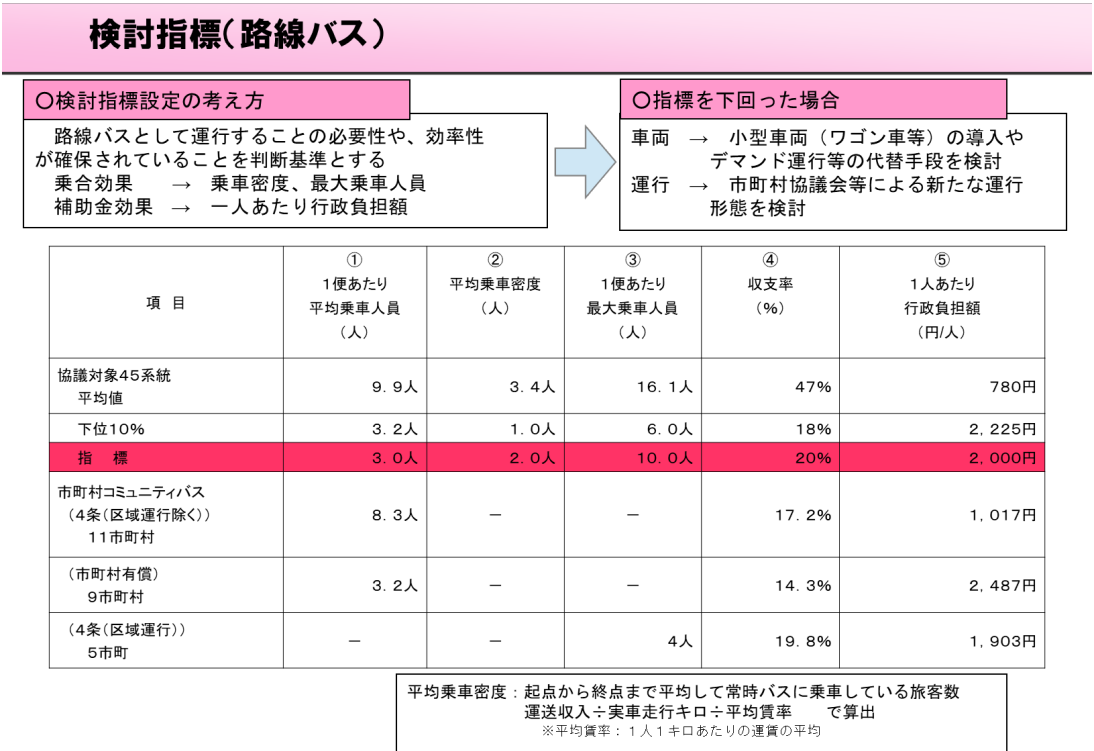 検討指標(路線バス)
○検討指標設定の考え方
路線バスとして運行することの必要性や、効率性
が確保されていることを判断基準とする
乗合効果 → 乗車密度、最大乗車人員
補助金効果 → 一人あたり行政負担額
○指標を下回った場合
車両 → 小型車両(ワゴン車等)の導入や
デマンド運行等の代替手段を検討
運行 → 市町村協議会等による新たな運行
形態を検討
項 目
①
1便あたり
平均乗車人員
(人)
②
平均乗車密度
(人)
③
1便あたり
最大乗車人員
(人)
④
収支率
(%)
⑤
1人あたり
行政負担額
(円/人)
協議対象45系統
平均値
9.9人 3.4人 16.1人 47% 780円
下位10% 3.2人 1.0人 6.0人 18% 2,225円
指 標 3.0人 2.0人 10.0人 20% 2,000円
市町村コミュニティバス
(4条(区域運行除く))
11市町村
8.3人 － － 17.2% 1,017円
(市町村有償)
9市町村
3.2人 － － 14.3% 2,487円
(4条(区域運行))
5市町
－ － 4人 19.8% 1,903円
平均乗車密度：起点から終点まで平均して常時バスに乗車している旅客数
運送収入÷実車走行キロ÷平均賃率 で算出
※平均賃率：1人1キロあたりの運賃の平均